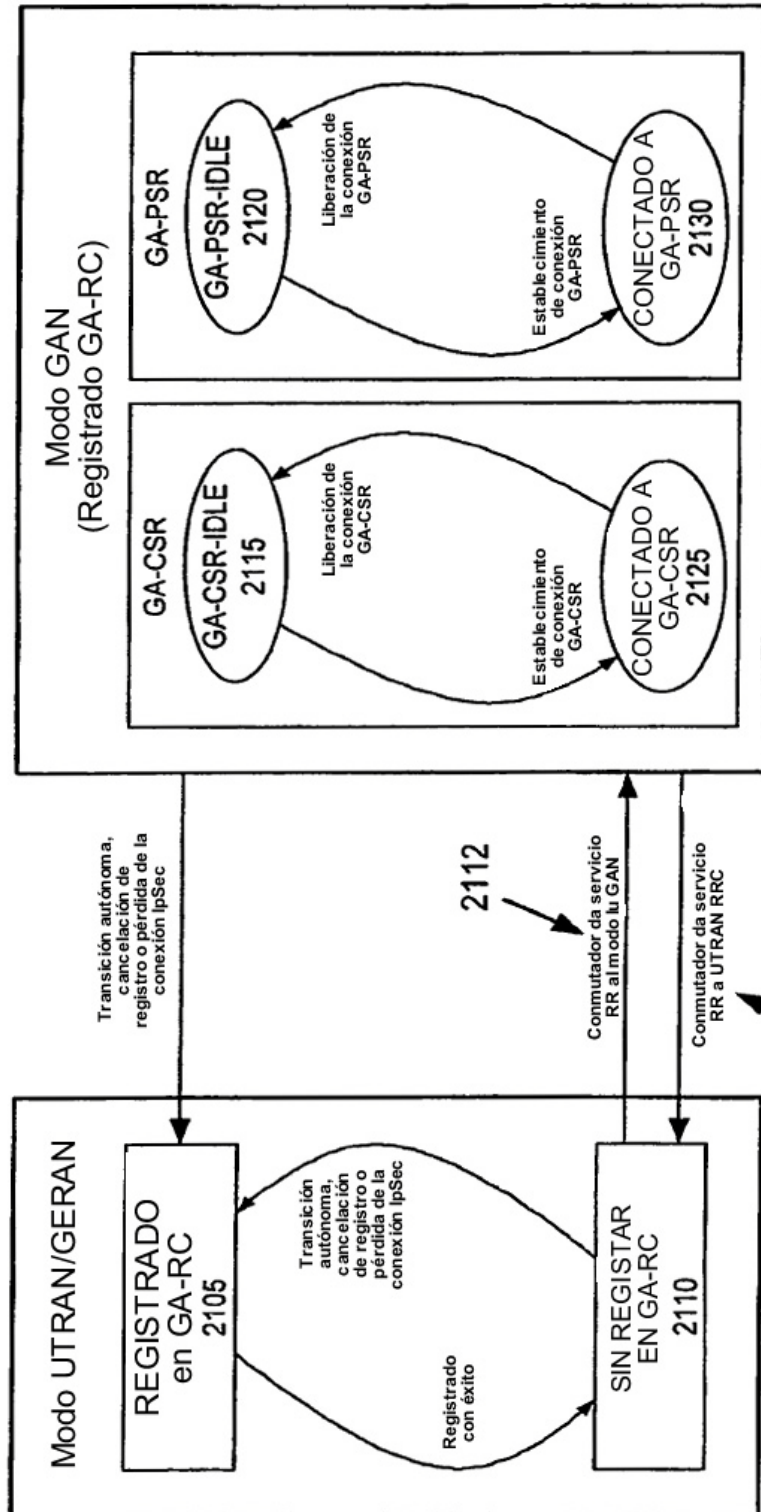 Modo UTRAN/GERAN
REGISTRADO
en GA-RC
2105
Transición
autónoma,
cancelación
de registro o
pérdida de la
conexión IpSec
Registrado
con éxito
SIN REGISTAR
EN GA-RC
2110
Transición autónoma,
cancelación de
registro o pérdida de la
conexión IpSec
2112
Conmutador da servicio
RR al modo lu GAN
Conmutador da servicio
RR a UTRAN RRC
Modo GAN
(Registrado GA-RC)
GA-CSR
GA-CSR-IDLE
2115
Liberación de
la conexión
GA-CSR
Establecimiento
de conexión
GA-CSR
CONECTADO A
GA-CSR
2125
GA-PSR
GA-PSR-IDLE
2120
Liberación de
la conexión
GA-PSR
Establecimiento
de conexión
GA-PSR
CONECTADO A
GA-PSR
2130